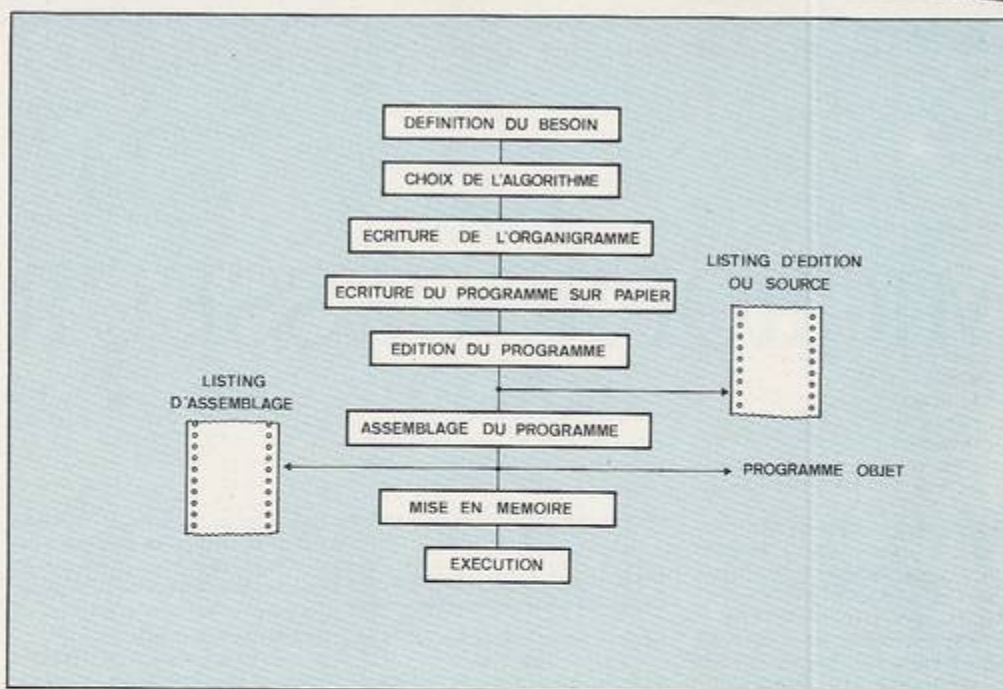 DEFINITION DU BESOIN
CHOIX DE L'ALGORITHME
ECRITURE DE L'ORGANIGRAMME
LISTING D'EDITION
OU SOURCE
ECRITURE DU PROGRAMME SUR PAPIER
EDITION DU PROGRAMME
LISTING
D'ASSEMBLAGE
ASSEMBLAGE DU PROGRAMME
PROGRAMME OBJET
MISE EN MEMOIRE
EXECUTION